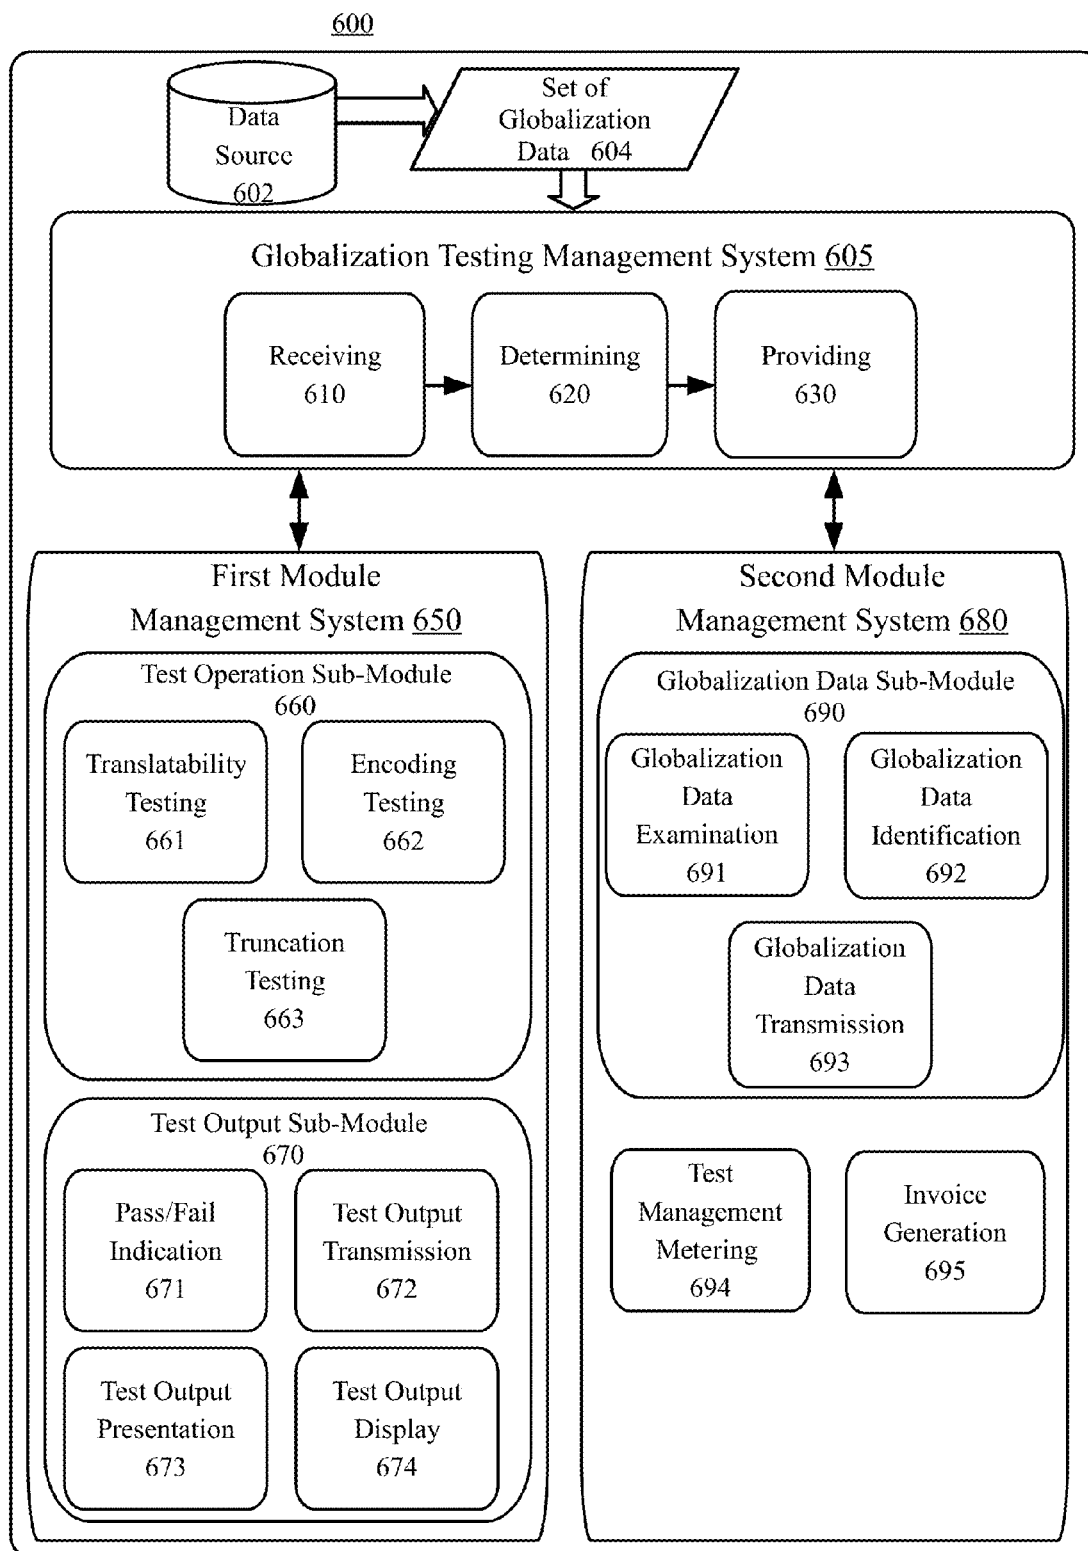 600
Data
Source
602
Set of
Globalization
Data 604
Globalization Testing Management System 605
Receiving
610
Determining
620
Providing
630
First Module
Management System 650
Test Operation Sub-Module
660
Translatability
Testing
661
Encoding
Testing
662
Truncation
Testing
663
Test Output Sub-Module
670
Pass/Fail
Indication
671
Test Output
Transmission
672
Test Output
Presentation
673
Test Output
Display
674
Second Module
Management System 680
Globalization Data Sub-Module
690
Globalization
Data
Examination
691
Globalization
Data
Identification
692
Globalization
Data
Transmission
693
Test
Management
Metering
694
Invoice
Generation
695